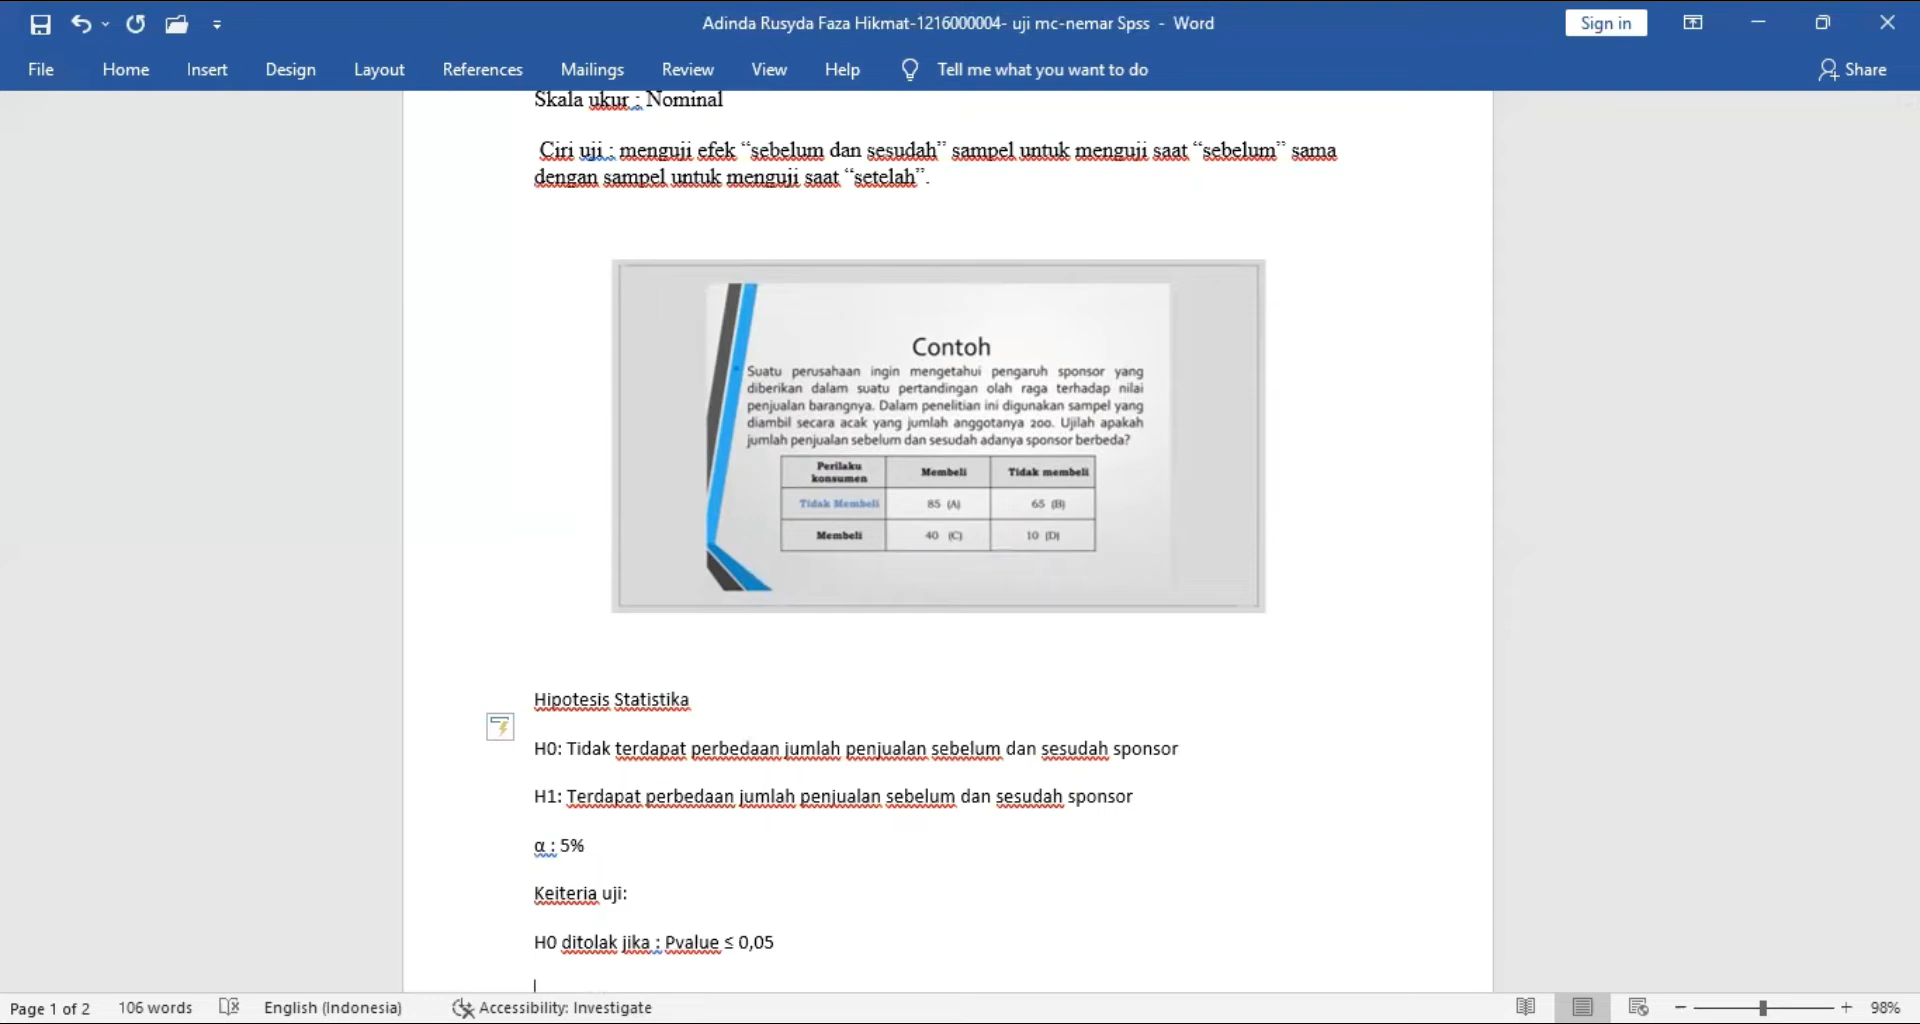 Adinda Rusyda Faza Hikmat-1216000004- uji mc-nemar Spss - Word
Sign in
File Home Insert Design Layout References Mailings Review View Help Tell me what you want to do Share
Skala ukur : Nominal
Ciri uji : menguji efek “sebelum dan sesudah” sampel untuk menguji saat “sebelum” sama
dengan sampel untuk menguji saat “setelah”.
Contoh
Suatu perusahaan ingin mengetahui pengaruh sponsor yang
diberikan dalam suatu pertandingan olah raga terhadap nilai
penjualan barangnya. Dalam penelitian ini digunakan sampel yang
diambil secara acak yang jumlah anggotanya 200. Ujilah apakah
jumlah penjualan sebelum dan sesudah adanya sponsor berbeda?
Perilaku
konsumen
Membeli
Tidak membeli
Tidak Membeli 85 (A) 65 (B)
Membeli 40 (C) 10 (D)
Hipotesis Statistika
H0: Tidak terdapat perbedaan jumlah penjualan sebelum dan sesudah sponsor
H1: Terdapat perbedaan jumlah penjualan sebelum dan sesudah sponsor
α : 5%
Keiteria uji:
H0 ditolak jika : Pvalue ≤ 0,05
Page 1 of 2 106 words English (Indonesia) Accessibility: Investigate 98%